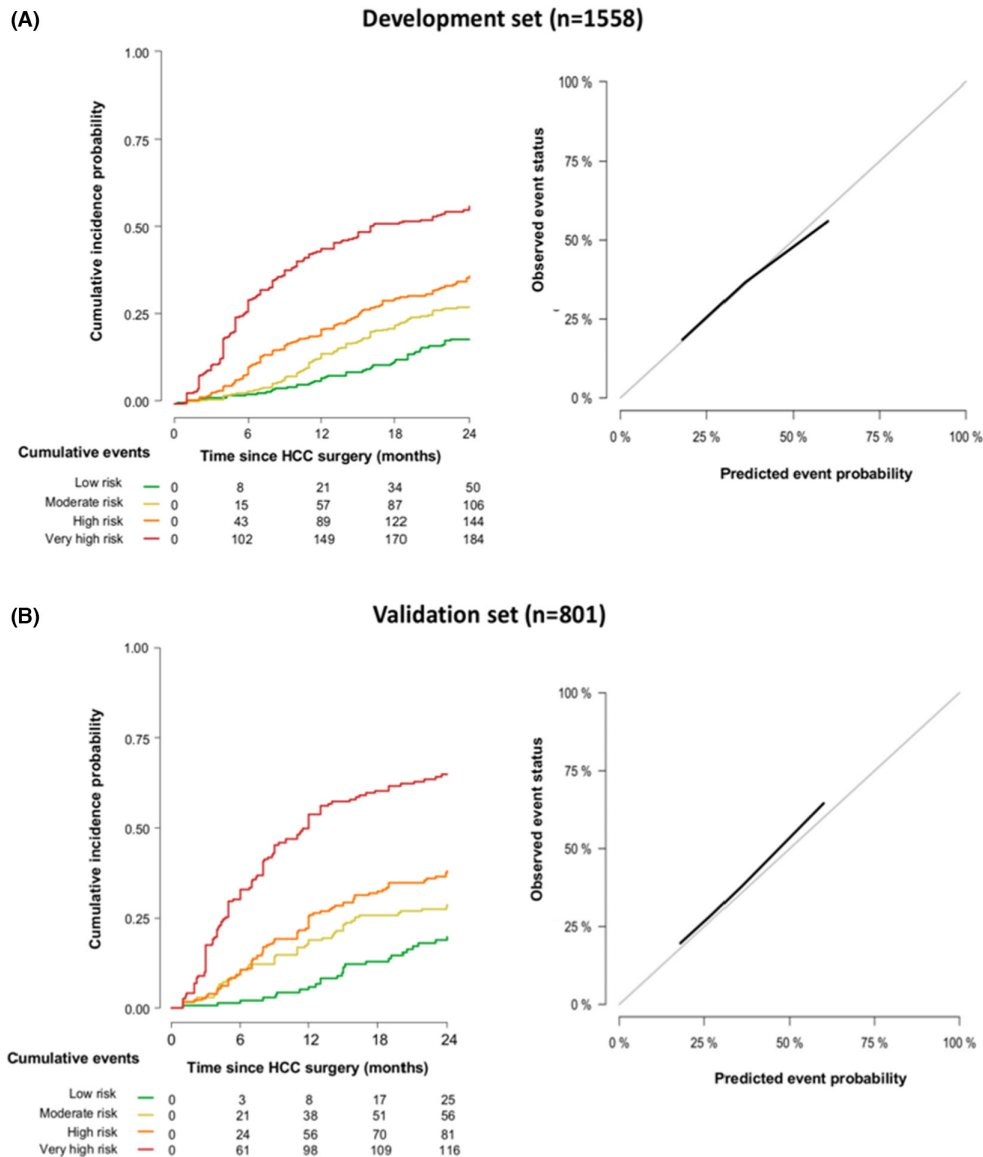 (A)
Development set (n=1558)
Cumulative incidence probability
1.00
0.75
0.50
0.25
0.00
0 6 12 18 24
Time since HCC surgery (months)
Cumulative events
Low risk 0 8 21 34 50
Moderate risk 0 15 57 87 106
High risk 0 43 89 122 144
Very high risk 0 102 149 170 184
Observed event status
100 %
75 %
50 %
25 %
0 %
0 % 25 % 50 % 75 % 100 %
Predicted event probability
(B)
Validation set (n=801)
Cumulative incidence probability
1.00
0.75
0.50
0.25
0.00
0 6 12 18 24
Time since HCC surgery (months)
Cumulative events
Low risk 0 3 8 17 25
Moderate risk 0 21 38 51 56
High risk 0 24 56 70 81
Very high risk 0 61 98 109 116
Observed event status
100 %
75 %
50 %
25 %
0 %
0 % 25 % 50 % 75 % 100 %
Predicted event probability